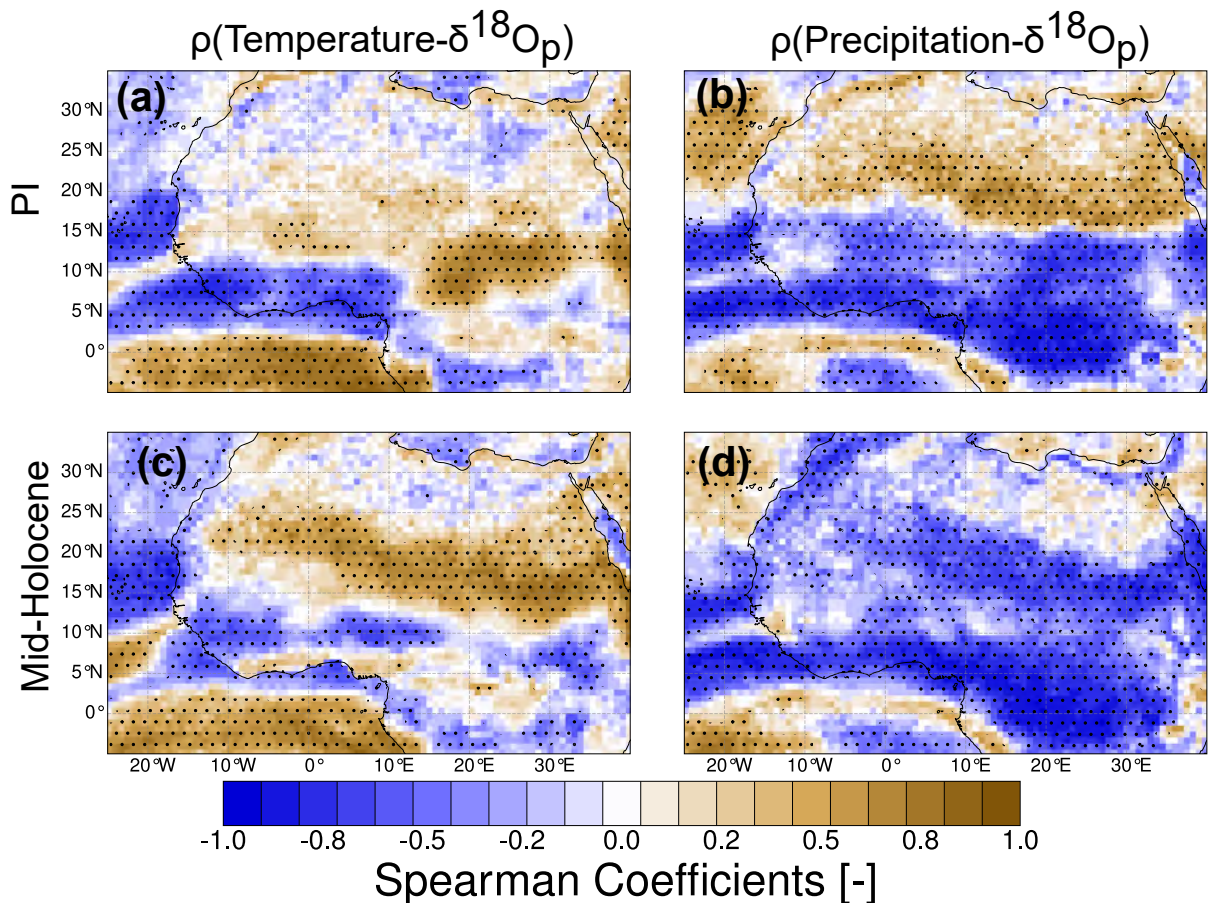 ρ(Temperature-δ18Op) ρ(Precipitation-δ18Op)
PI
(a) (b)
30°N
25°N
20°N
15°N
10°N
5°N
0°
Mid-Holocene
(c) (d)
30°N
25°N
20°N
15°N
10°N
5°N
0°
20°W 10°W 0° 10°E 20°E 30°E 20°W 10°W 0° 10°E 20°E 30°E
-1.0 -0.8 -0.5 -0.2 0.0 0.2 0.5 0.8 1.0
Spearman Coefficients [-]